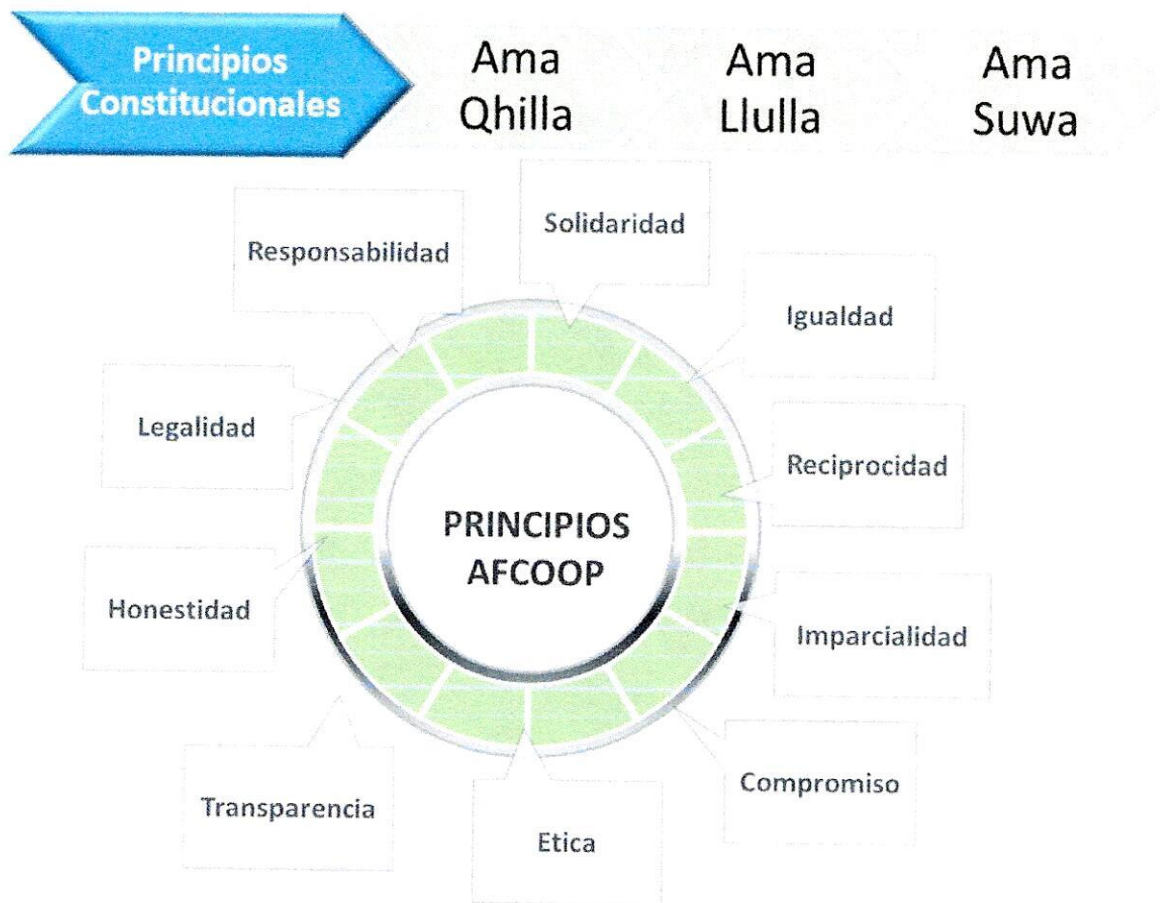 Principios
Constitucionales
Ama
Qhilla
Ama
Llulla
Ama
Suwa
Solidaridad
Responsabilidad
Igualdad
Legalidad
Reciprocidad
PRINCIPIOS
AFCOOP
Honestidad
Imparcialidad
Compromiso
Transparencia
Etica